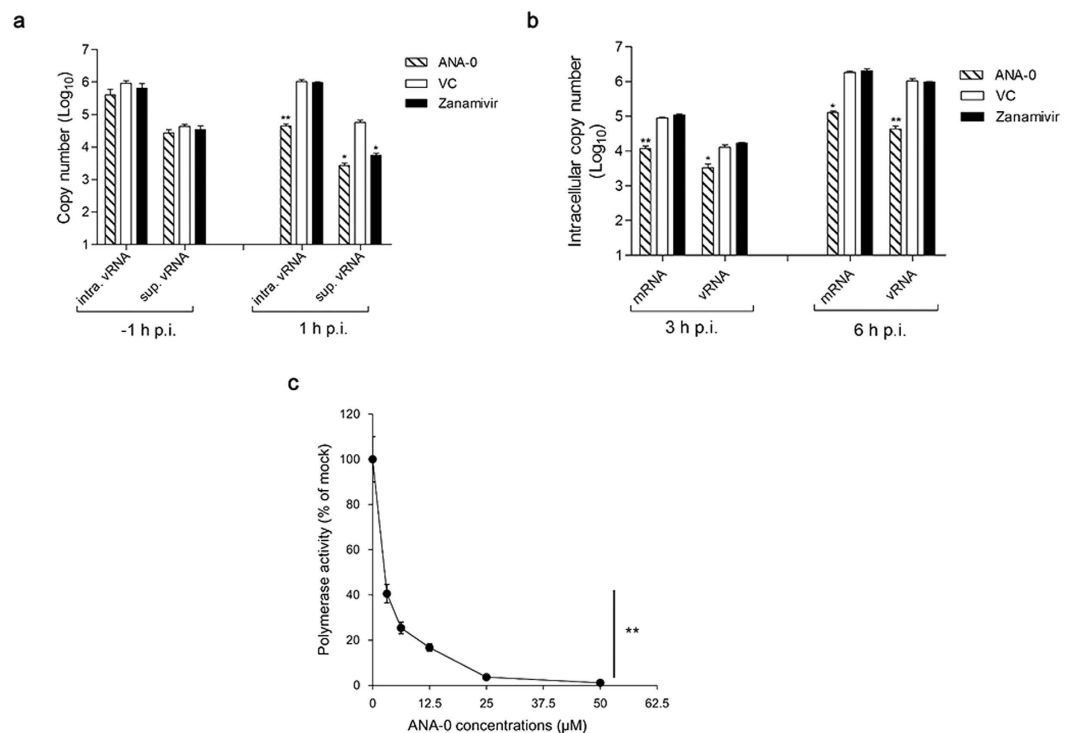 a
Copy number (Log10)
7
6
5
4
3
2
1
** * *
intra. vRNA sup. vRNA intra. vRNA sup. vRNA
-1 h p.i. 1 h p.i.
ANA-0
VC
Zanamivir
b
Intracellular copy number
(Log10)
7
6
5
4
3
2
1
** * * **
mRNA vRNA mRNA vRNA
3 h p.i. 6 h p.i.
ANA-0
VC
Zanamivir
c
Polymerase activity (% of mock)
120
100
80
60
40
20
0
**
0 12.5 25 37.5 50 62.5
ANA-0 concentrations (µM)